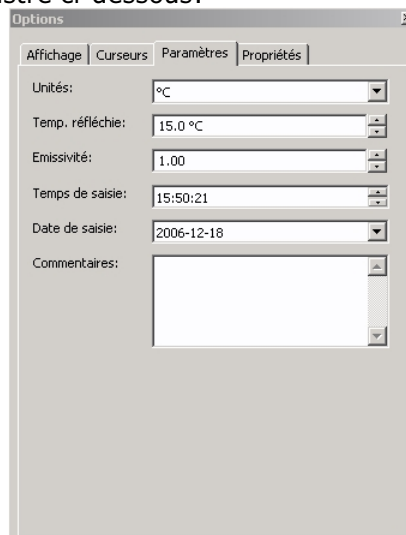 Options
Affichage Curseurs Paramètres Propriétés
Unités: °C
Temp. réfléchie: 15.0 °C
Emissivité: 1.00
Temps de saisie: 15:50:21
Date de saisie: 2006-12-18
Commentaires: